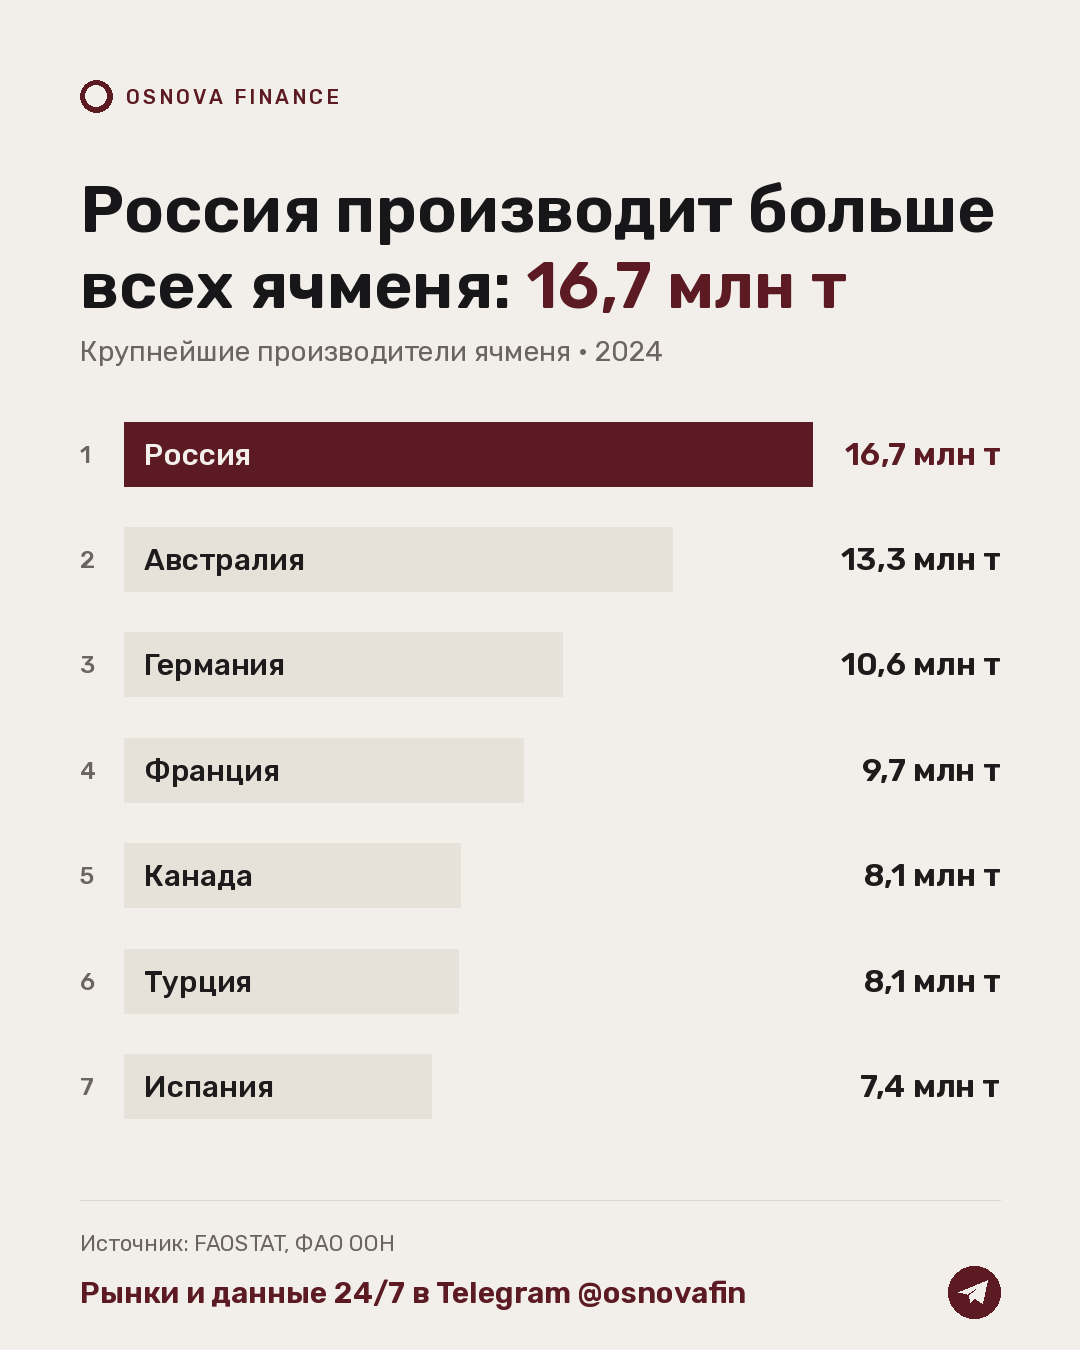 OSNOVA FINANCE
Россия производит больше
всех ячменя: 16,7 млн т
Крупнейшие производители ячменя • 2024
1 Россия 16,7 млн т
2 Австралия 13,3 млн т
3 Германия 10,6 млн т
4 Франция 9,7 млн т
5 Канада 8,1 млн т
6 Турция 8,1 млн т
7 Испания 7,4 млн т
Источник: FAOSTAT, ФАО ООН
Рынки и данные 24/7 в Telegram @osnovafin